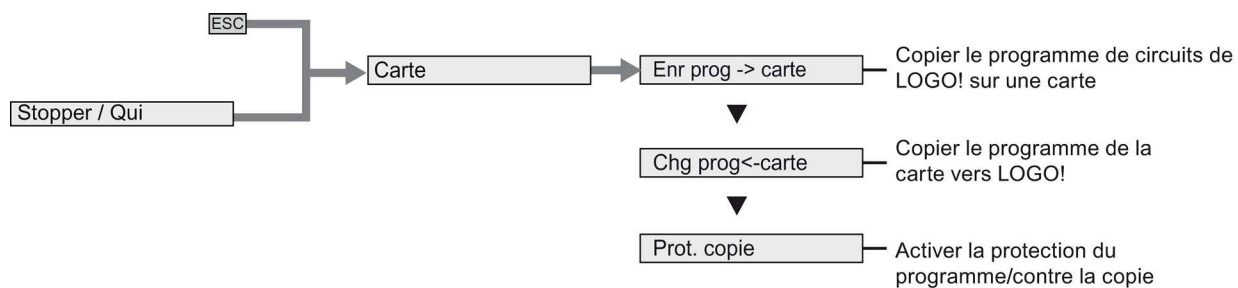 ESC
Stopper / Qui
Carte
Enr prog -> carte
Copier le programme de circuits de
LOGO! sur une carte
Chg prog<-carte
Copier le programme de la
carte vers LOGO!
Prot. copie
Activer la protection du
programme/contre la copie